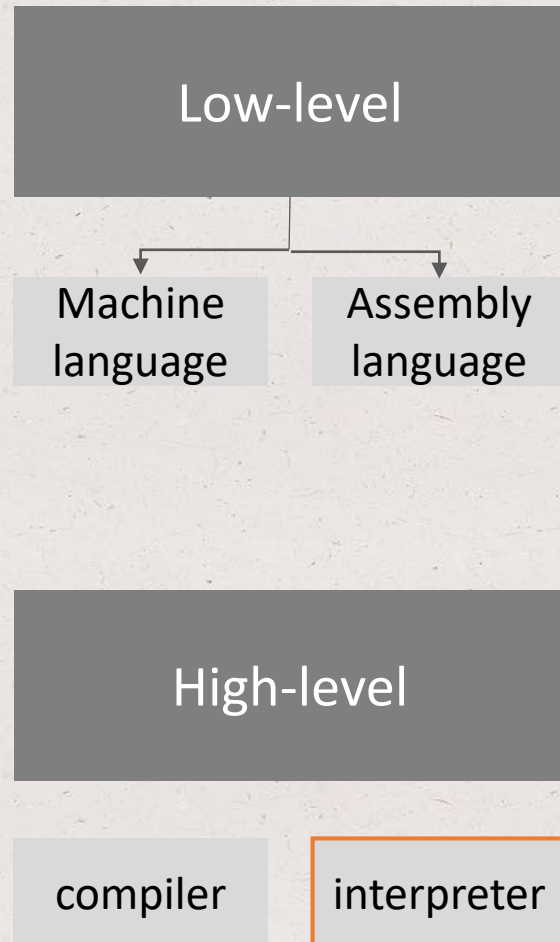 Low-level
Machine
language
Assembly
language
High-level
compiler
interpreter